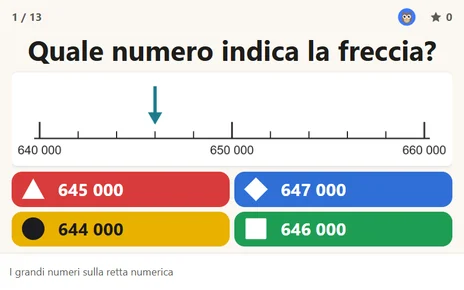 1 / 13
★ 0
Quale numero indica la freccia?
640 000 650 000 660 000
645 000
647 000
644 000
646 000
I grandi numeri sulla retta numerica